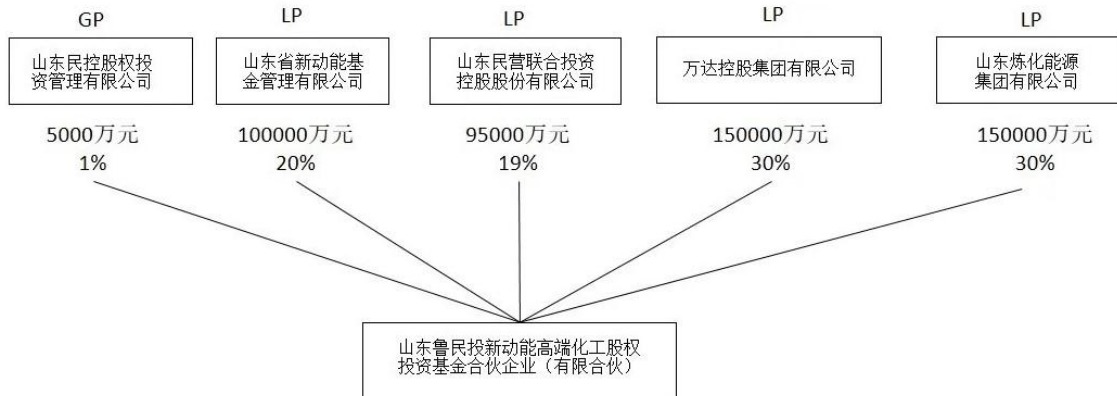 GP
LP
LP
LP
LP
山东民控股权投
资管理有限公司
山东省新动能基
金管理有限公司
山东民营联合投资
控股股份有限公司
万达控股集团有限公司
山东炼化能源
集团有限公司
5000万元
1%
100000万元
20%
95000万元
19%
150000万元
30%
150000万元
30%
山东鲁民投新动能高端化工股权
投资基金合伙企业（有限合伙）